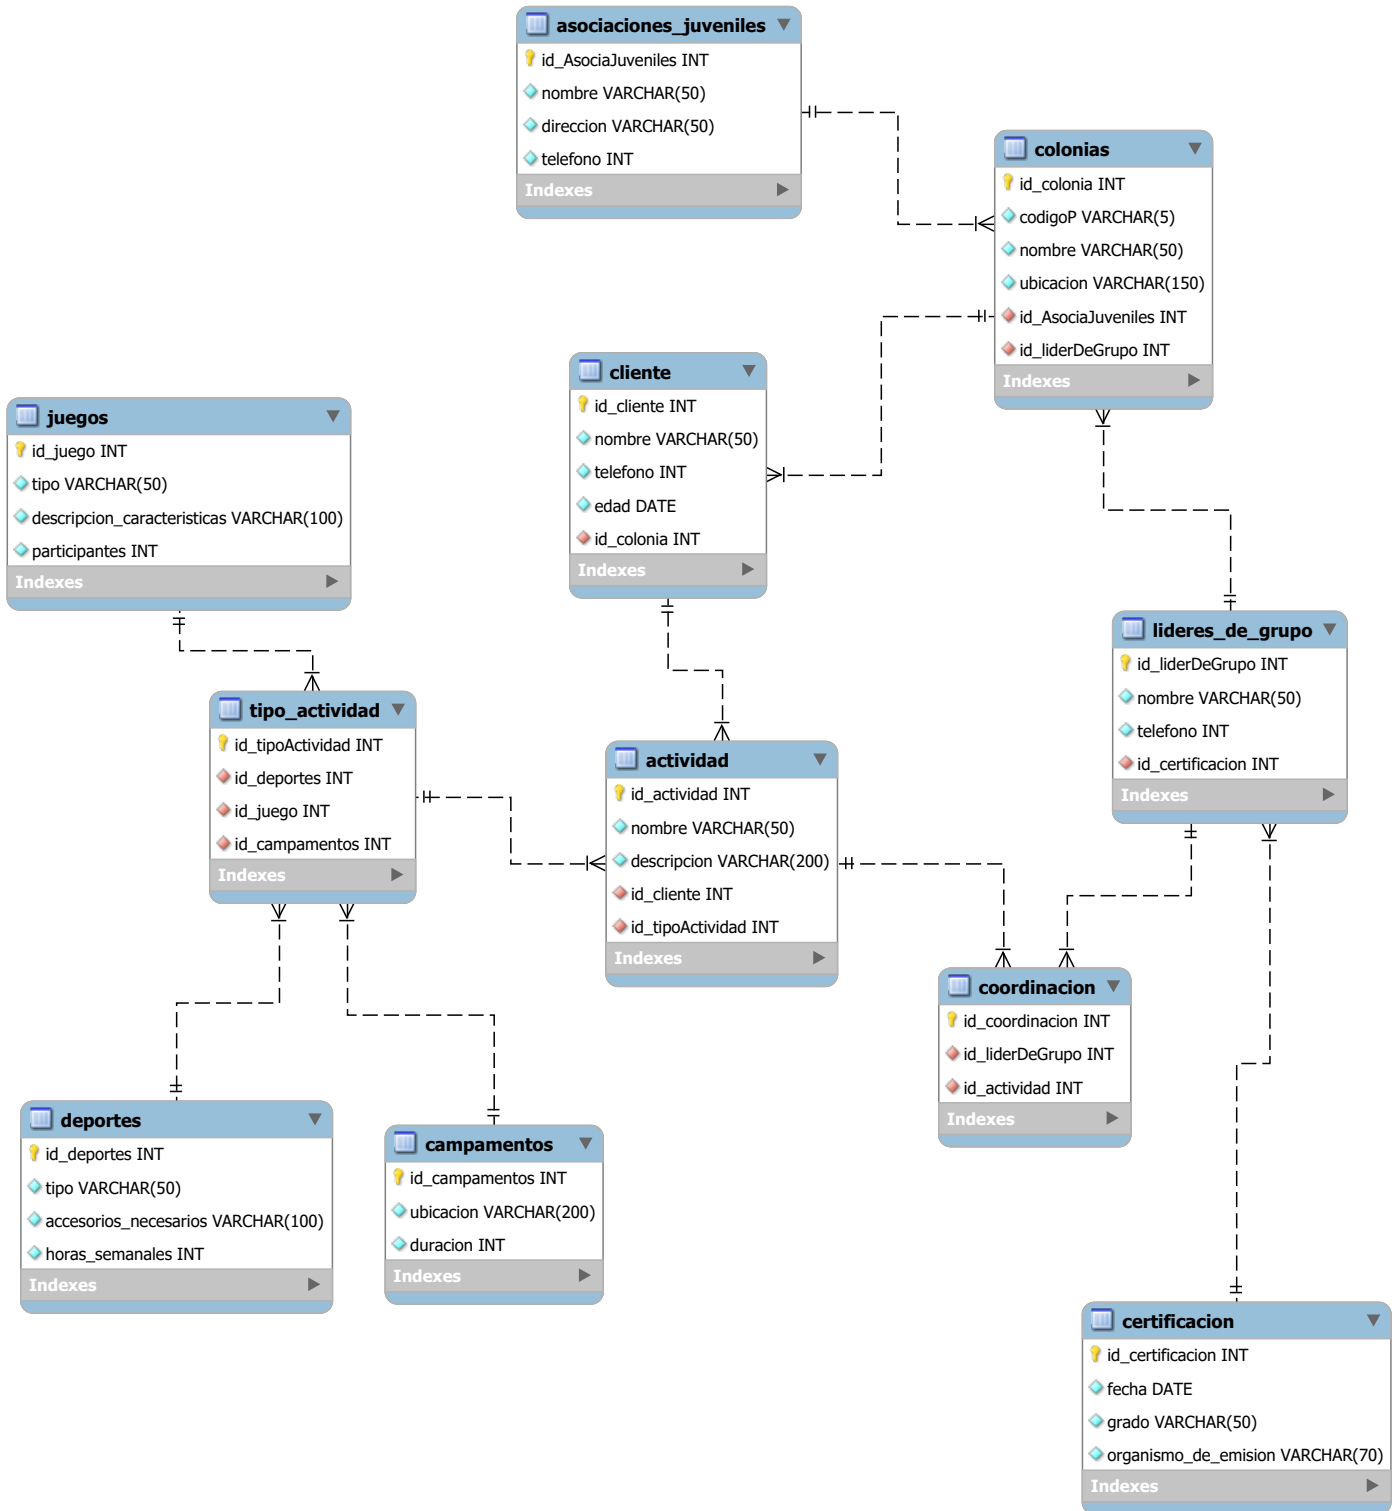 asociaciones_juveniles
id_AsociaJuveniles INT
nombre VARCHAR(50)
direccion VARCHAR(50)
telefono INT
Indexes
colonias
id_colonia INT
codigoP VARCHAR(5)
nombre VARCHAR(50)
ubicacion VARCHAR(150)
id_AsociaJuveniles INT
id_liderDeGrupo INT
Indexes
cliente
id_cliente INT
nombre VARCHAR(50)
telefono INT
edad DATE
id_colonia INT
Indexes
juegos
id_juego INT
tipo VARCHAR(50)
descripcion_caracteristicas VARCHAR(100)
participantes INT
Indexes
lideres_de_grupo
id_liderDeGrupo INT
nombre VARCHAR(50)
telefono INT
id_certificacion INT
Indexes
tipo_actividad
id_tipoActividad INT
id_deportes INT
id_juego INT
id_campamentos INT
Indexes
actividad
id_actividad INT
nombre VARCHAR(50)
descripcion VARCHAR(200)
id_cliente INT
id_tipoActividad INT
Indexes
coordinacion
id_coordinacion INT
id_liderDeGrupo INT
id_actividad INT
Indexes
deportes
id_deportes INT
tipo VARCHAR(50)
accesorios_necesarios VARCHAR(100)
horas_semanales INT
Indexes
campamentos
id_campamentos INT
ubicacion VARCHAR(200)
duracion INT
Indexes
certificacion
id_certificacion INT
fecha DATE
grado VARCHAR(50)
organismo_de_emision VARCHAR(70)
Indexes